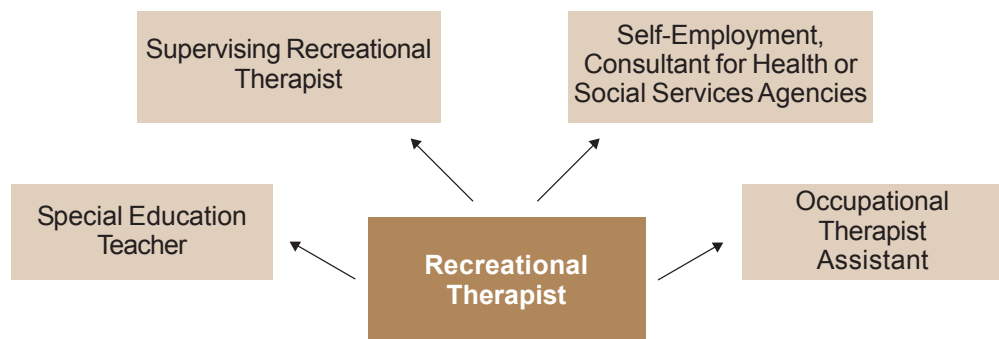 Supervising Recreational
Therapist
Self-Employment,
Consultant for Health or
Social Services Agencies
Special Education
Teacher
Recreational
Therapist
Occupational
Therapist
Assistant